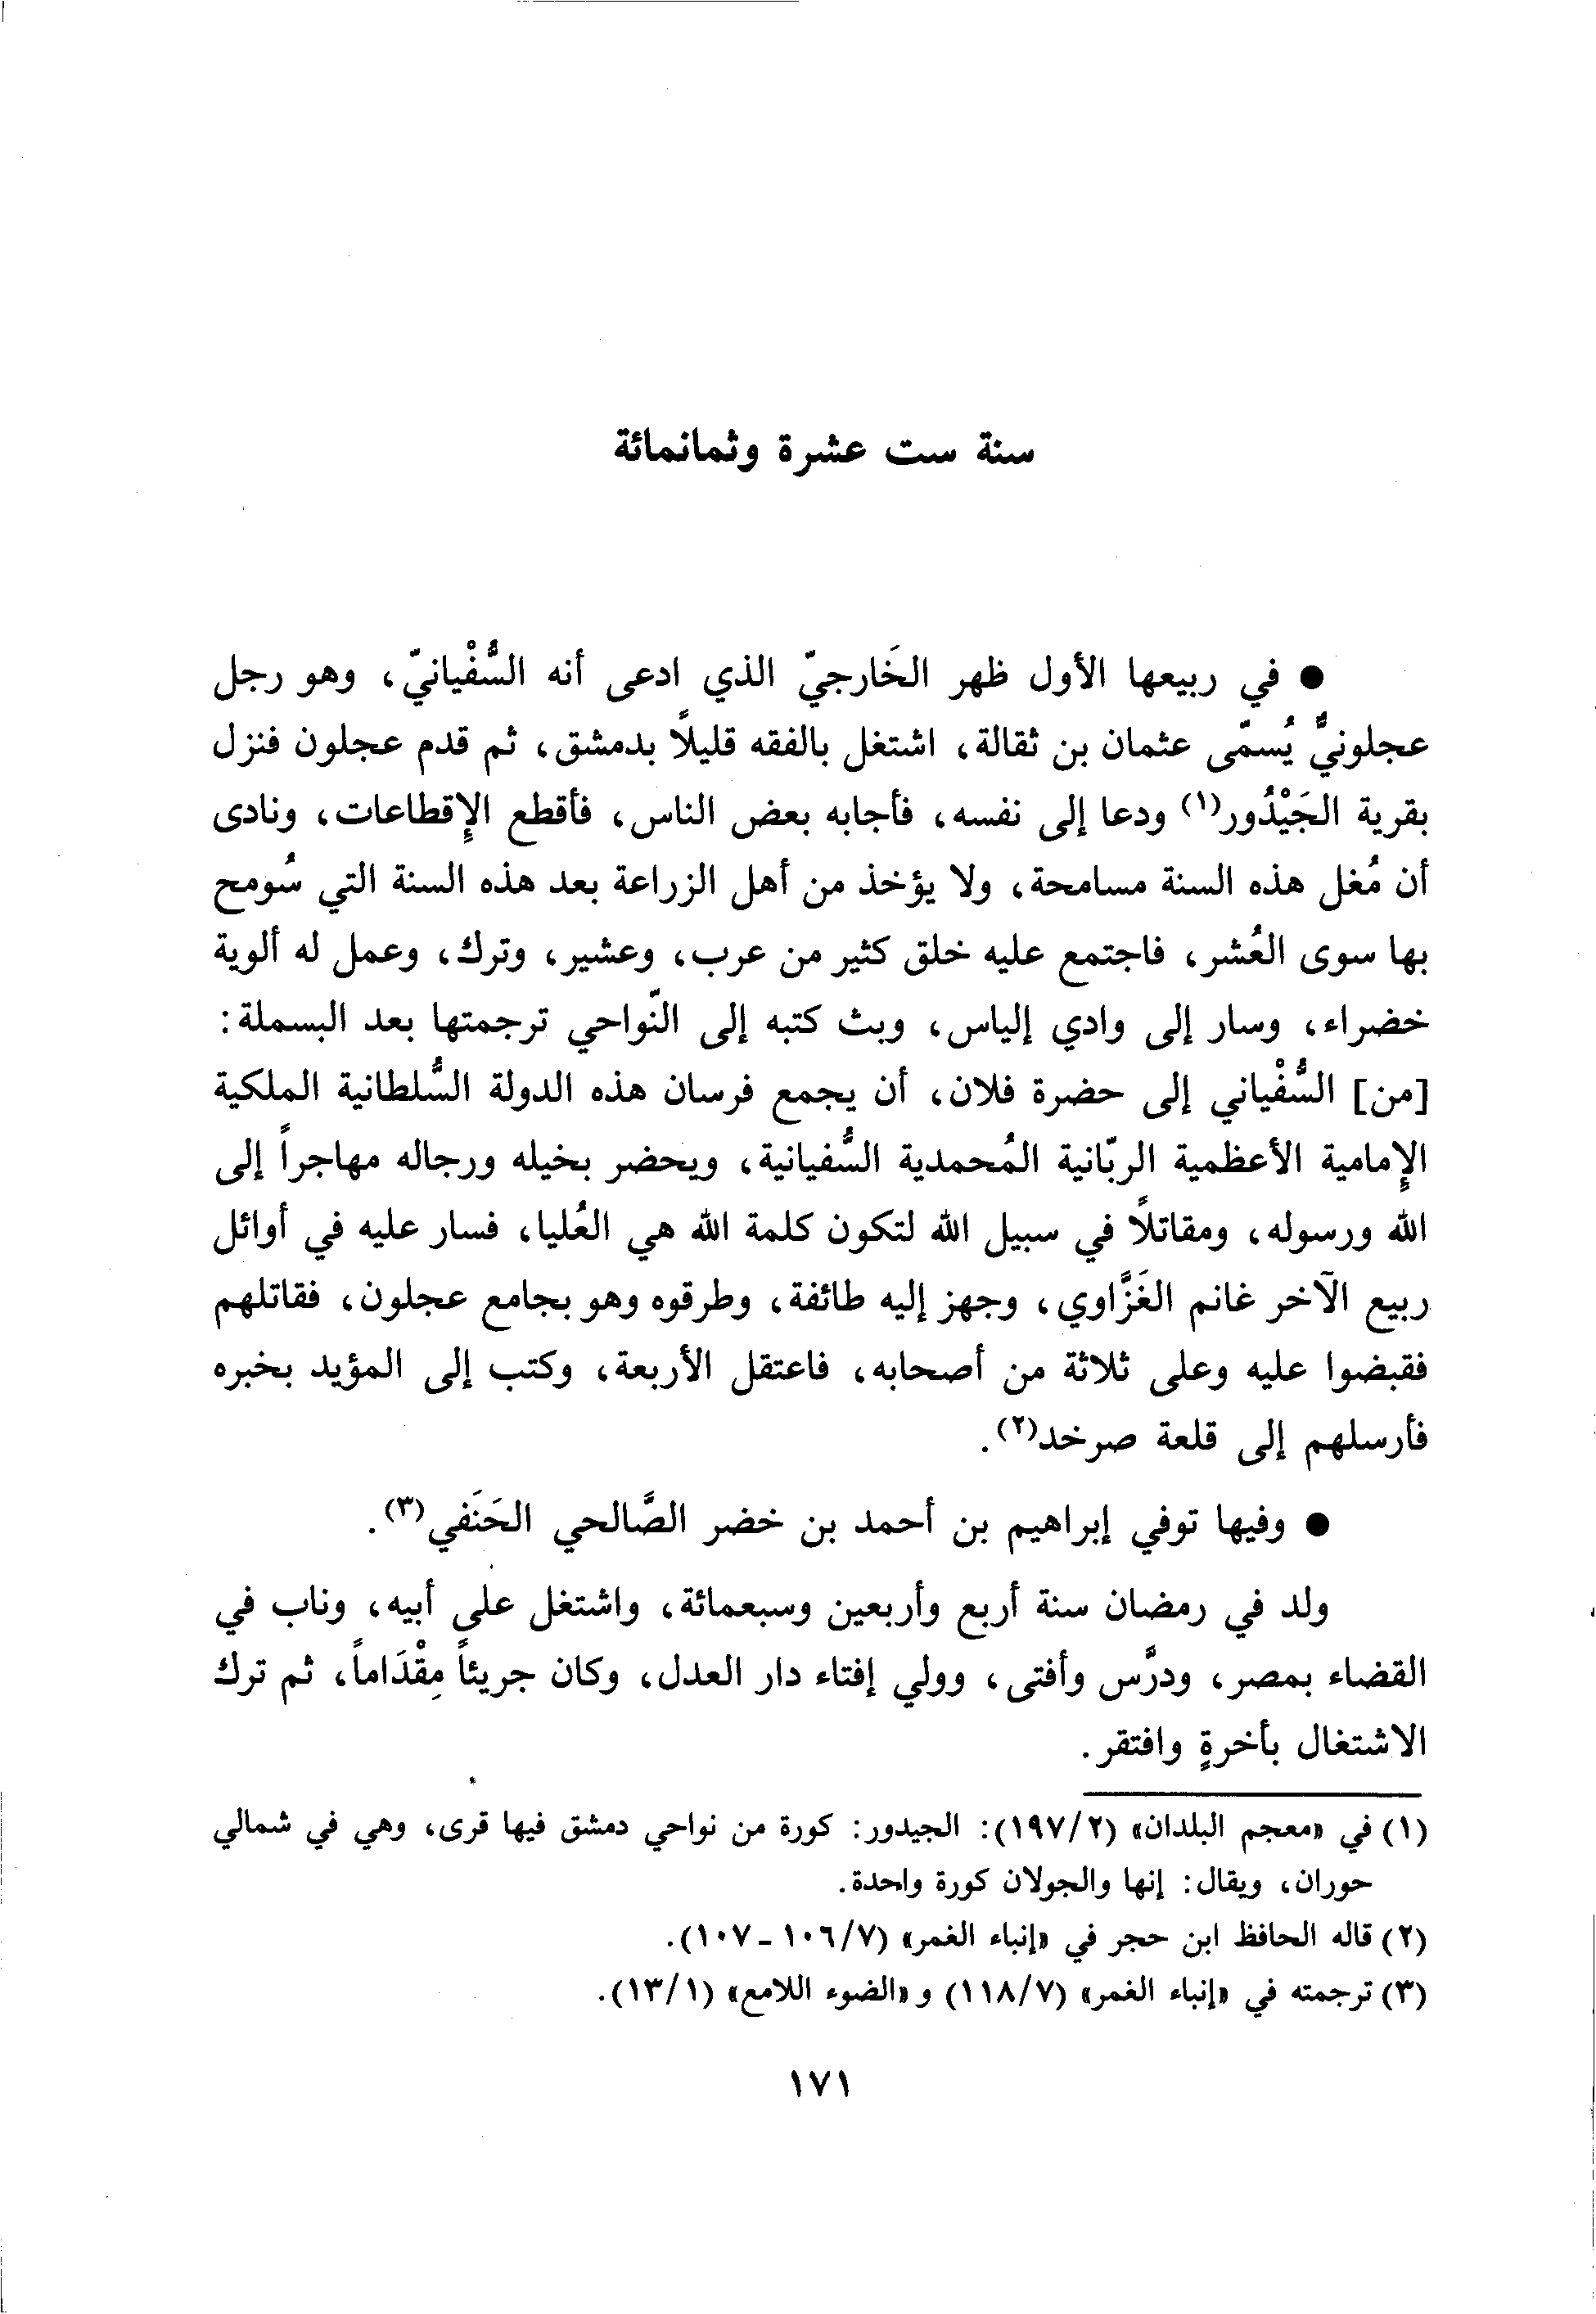 سنة ست عشرة وثمانمائة
● في ربيعها الأول ظهر الخَارجيّ الذي ادعى أنه السُّفْيانيّ، وهو رجل
عجلونيٌّ يُسمّى عثمان بن ثقالة، اشتغل بالفقه قليلاً بدمشق، ثم قدم عجلون فنزل
بقرية الجَيْدُور(١) ودعا إلى نفسه، فأجابه بعض الناس، فأقطع الإقطاعات، ونادى
أن مُغل هذه السنة مسامحة، ولا يؤخذ من أهل الزراعة بعد هذه السنة التي سُومح
بها سوى العُشر، فاجتمع عليه خلق كثير من عرب، وعشير، وترك، وعمل له ألوية
خضراء، وسار إلى وادي إلياس، وبث كتبه إلى النّواحي ترجمتها بعد البسملة:
[من] السُّفْياني إلى حضرة فلان، أن يجمع فرسان هذه الدولة السُّلطانية الملكية
الإمامية الأعظمية الربّانية المُحمدية السُّفيانية، ويحضر بخيله ورجاله مهاجراً إلى
الله ورسوله، ومقاتلاً في سبيل الله لتكون كلمة الله هي العُليا، فسار عليه في أوائل
ربيع الآخر غانم الغَزَّاوي، وجهز إليه طائفة، وطرقوه وهو بجامع عجلون، فقاتلهم
فقبضوا عليه وعلى ثلاثة من أصحابه، فاعتقل الأربعة، وكتب إلى المؤيد بخبره
فأرسلهم إلى قلعة صرخد(٢).
● وفيها توفي إبراهيم بن أحمد بن خضر الصَّالحي الحَنَفي(٣).
ولد في رمضان سنة أربع وأربعين وسبعمائة، واشتغل على أبيه، وناب في
القضاء بمصر، ودرَّس وأفتى، وولي إفتاء دار العدل، وكان جريئاً مِقْدَاماً، ثم ترك
الاشتغال بأخرةٍ وافتقر.
(١) في «معجم البلدان» (١٩٧/٢): الجيدور: كورة من نواحي دمشق فيها قرى، وهي في شمالي
حوران، ويقال: إنها والجولان كورة واحدة.
(٢) قاله الحافظ ابن حجر في «إنباء الغمر» (١٠٦/٧ - ١٠٧).
(٣) ترجمته في «إنباء الغمر» (١١٨/٧) و «الضوء اللامع» (١٣/١).
١٧١